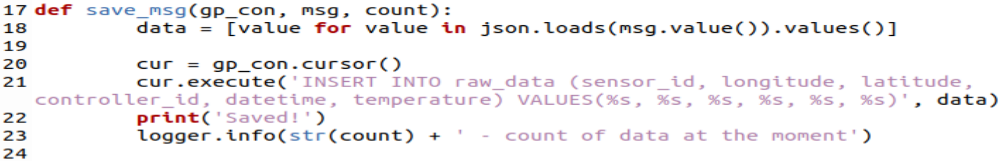 17 def save_msg(gp_con, msg, count):
18         data = [value for value in json.loads(msg.value()).values()]
19
20         cur = gp_con.cursor()
21         cur.execute('INSERT INTO raw_data (sensor_id, longitude, latitude,
controller_id, datetime, temperature) VALUES(%s, %s, %s, %s, %s, %s)', data)
22         print('Saved!')
23         logger.info(str(count) + ' - count of data at the moment')
24